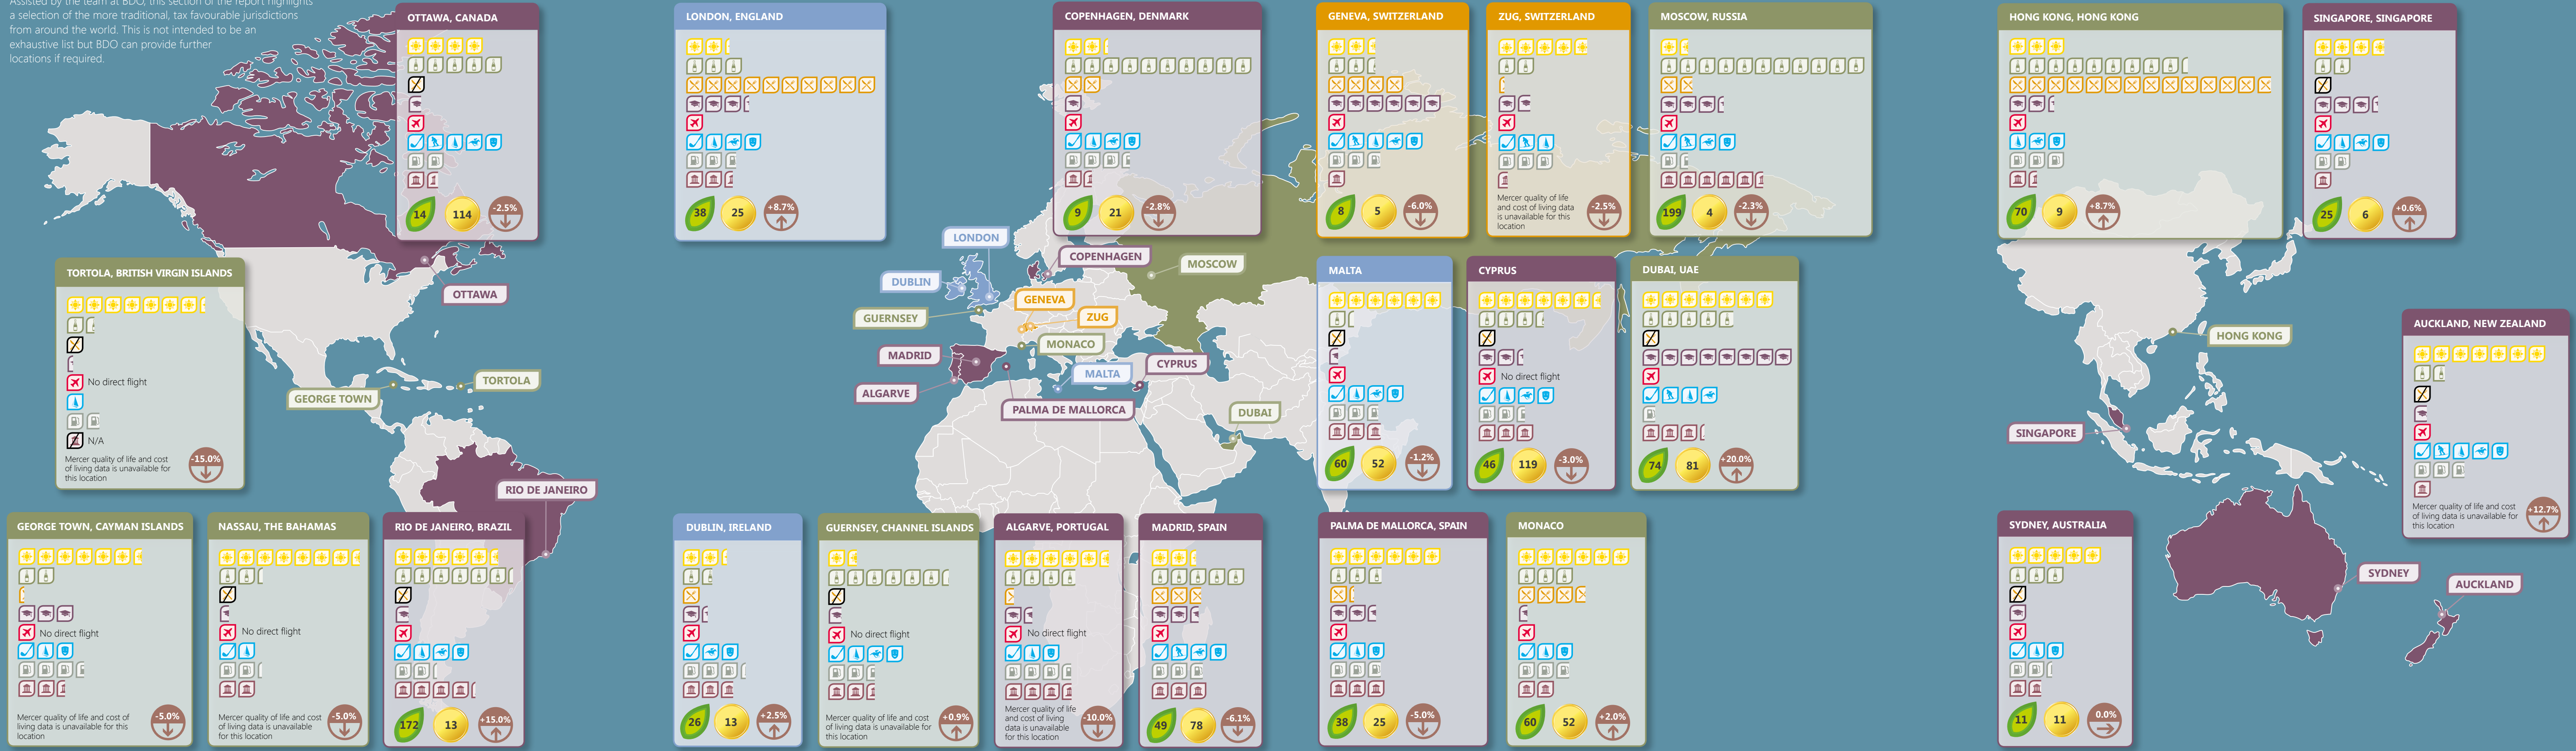 Assisted by the team at BDO, this section of the report highlights
a selection of the more traditional, tax favourable jurisdictions
from around the world. This is not intended to be an
exhaustive list but BDO can provide further
locations if required.
OTTAWA, CANADA
14
114
-2.5%
LONDON, ENGLAND
38
25
+8.7%
COPENHAGEN, DENMARK
9
21
-2.8%
GENEVA, SWITZERLAND
8
5
-6.0%
ZUG, SWITZERLAND
Mercer quality of life
and cost of living data
is unavailable for this
location
-2.5%
MOSCOW, RUSSIA
199
4
-2.3%
HONG KONG, HONG KONG
70
9
+8.7%
SINGAPORE, SINGAPORE
25
6
+0.6%
TORTOLA, BRITISH VIRGIN ISLANDS
No direct flight
N/A
Mercer quality of life and cost
of living data is unavailable for
this location
-15.0%
OTTAWA
GEORGE TOWN
TORTOLA
RIO DE JANEIRO
LONDON
DUBLIN
GUERNSEY
MADRID
ALGARVE
COPENHAGEN
MOSCOW
GENEVA
ZUG
MONACO
MALTA
CYPRUS
PALMA DE MALLORCA
DUBAI
MALTA
60
52
-1.2%
CYPRUS
No direct flight
46
119
-3.0%
DUBAI, UAE
74
81
+20.0%
HONG KONG
SINGAPORE
SYDNEY
AUCKLAND
AUCKLAND, NEW ZEALAND
Mercer quality of life and cost
of living data is unavailable for
this location
+12.7%
GEORGE TOWN, CAYMAN ISLANDS
No direct flight
Mercer quality of life and cost of
living data is unavailable for this
location
-5.0%
NASSAU, THE BAHAMAS
No direct flight
Mercer quality of life and cost
of living data is unavailable
for this location
-5.0%
RIO DE JANEIRO, BRAZIL
172
13
+15.0%
DUBLIN, IRELAND
26
13
+2.5%
GUERNSEY, CHANNEL ISLANDS
No direct flight
Mercer quality of life and cost
of living data is unavailable for
this location
+0.9%
ALGARVE, PORTUGAL
No direct flight
Mercer quality of life
and cost of living
data is unavailable
for this location
-10.0%
MADRID, SPAIN
49
78
-6.1%
PALMA DE MALLORCA, SPAIN
38
25
-5.0%
MONACO
60
52
+2.0%
SYDNEY, AUSTRALIA
11
11
0.0%